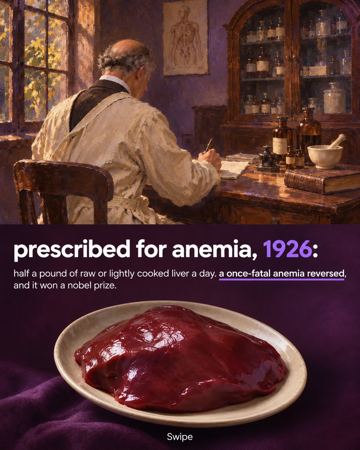 prescribed for anemia, 1926:
half a pound of raw or lightly cooked liver a day. a once-fatal anemia reversed,
and it won a nobel prize.
Swipe